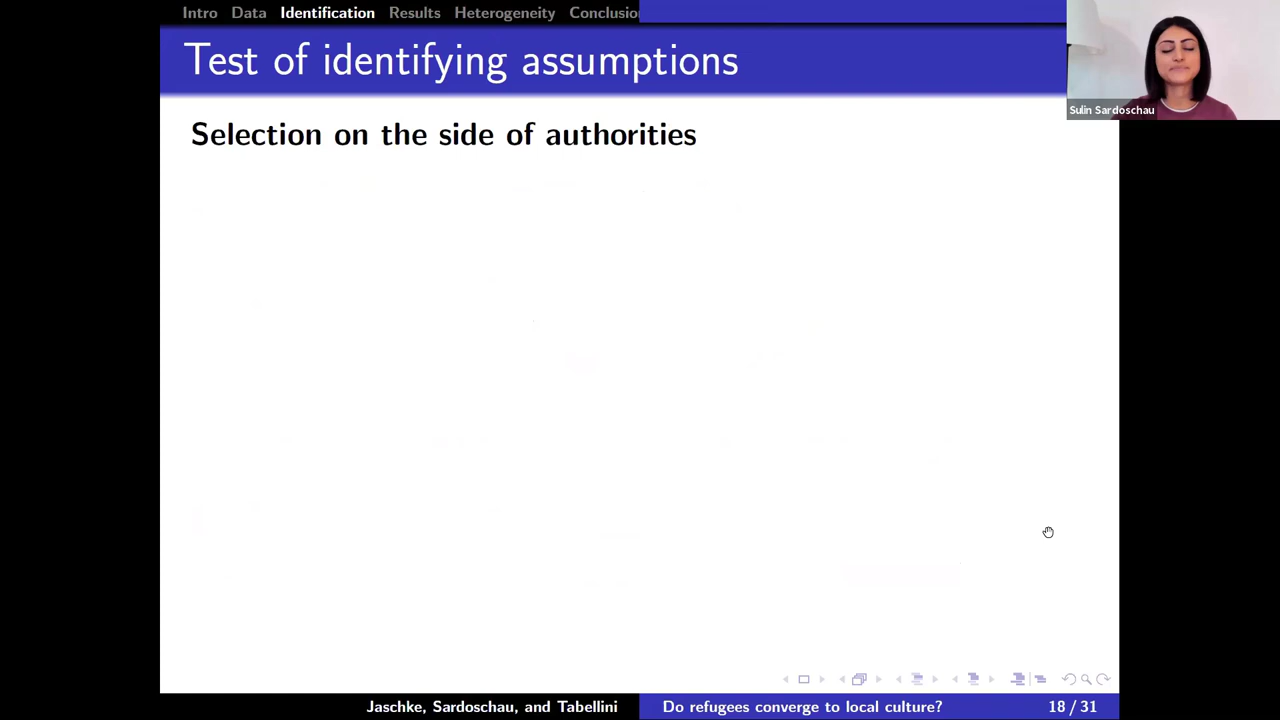 Intro Data Identification Results Heterogeneity Conclusio
Test of identifying assumptions
Sulin Sardoschau
Selection on the side of authorities
Jaschke, Sardoschau, and Tabellini Do refugees converge to local culture? 18 / 31